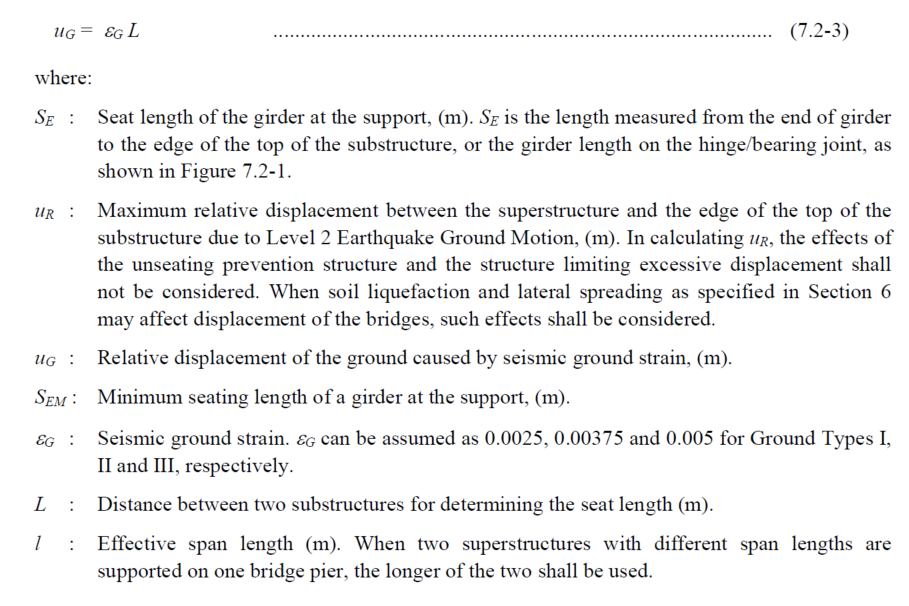 uG = εG L ........................................................................................... (7.2-3)
where:
SE : Seat length of the girder at the support, (m). SE is the length measured from the end of girder
to the edge of the top of the substructure, or the girder length on the hinge/bearing joint, as
shown in Figure 7.2-1.
uR : Maximum relative displacement between the superstructure and the edge of the top of the
substructure due to Level 2 Earthquake Ground Motion, (m). In calculating uR, the effects of
the unseating prevention structure and the structure limiting excessive displacement shall
not be considered. When soil liquefaction and lateral spreading as specified in Section 6
may affect displacement of the bridges, such effects shall be considered.
uG : Relative displacement of the ground caused by seismic ground strain, (m).
SEM : Minimum seating length of a girder at the support, (m).
εG : Seismic ground strain. εG can be assumed as 0.0025, 0.00375 and 0.005 for Ground Types I,
II and III, respectively.
L : Distance between two substructures for determining the seat length (m).
l : Effective span length (m). When two superstructures with different span lengths are
supported on one bridge pier, the longer of the two shall be used.